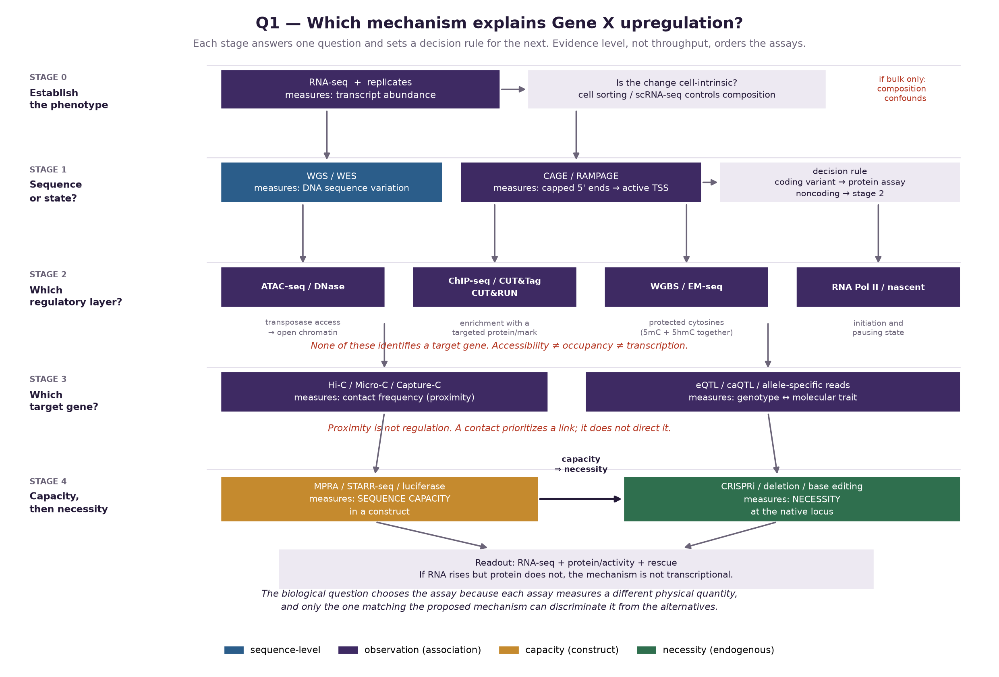 Q1 — Which mechanism explains Gene X upregulation?
Each stage answers one question and sets a decision rule for the next. Evidence level, not throughput, orders the assays.
STAGE 0
Establish
the phenotype
RNA-seq + replicates
measures: transcript abundance
Is the change cell-intrinsic?
cell sorting / scRNA-seq controls composition
if bulk only:
composition
confounds
STAGE 1
Sequence
or state?
WGS / WES
measures: DNA sequence variation
CAGE / RAMPAGE
measures: capped 5' ends → active TSS
decision rule
coding variant → protein assay
noncoding → stage 2
STAGE 2
Which
regulatory layer?
ATAC-seq / DNase
ChIP-seq / CUT&Tag
CUT&RUN
WGBS / EM-seq
RNA Pol II / nascent
transposase access
→ open chromatin
enrichment with a
targeted protein/mark
protected cytosines
(5mC + 5hmC together)
initiation and
pausing state
None of these identifies a target gene. Accessibility ≠ occupancy ≠ transcription.
STAGE 3
Which
target gene?
Hi-C / Micro-C / Capture-C
measures: contact frequency (proximity)
eQTL / caQTL / allele-specific reads
measures: genotype ↔ molecular trait
Proximity is not regulation. A contact prioritizes a link; it does not direct it.
STAGE 4
Capacity,
then necessity
capacity
⇒ necessity
MPRA / STARR-seq / luciferase
measures: SEQUENCE CAPACITY
in a construct
CRISPRi / deletion / base editing
measures: NECESSITY
at the native locus
Readout: RNA-seq + protein/activity + rescue
If RNA rises but protein does not, the mechanism is not transcriptional.
The biological question chooses the assay because each assay measures a different physical quantity,
and only the one matching the proposed mechanism can discriminate it from the alternatives.
sequence-level
observation (association)
capacity (construct)
necessity (endogenous)